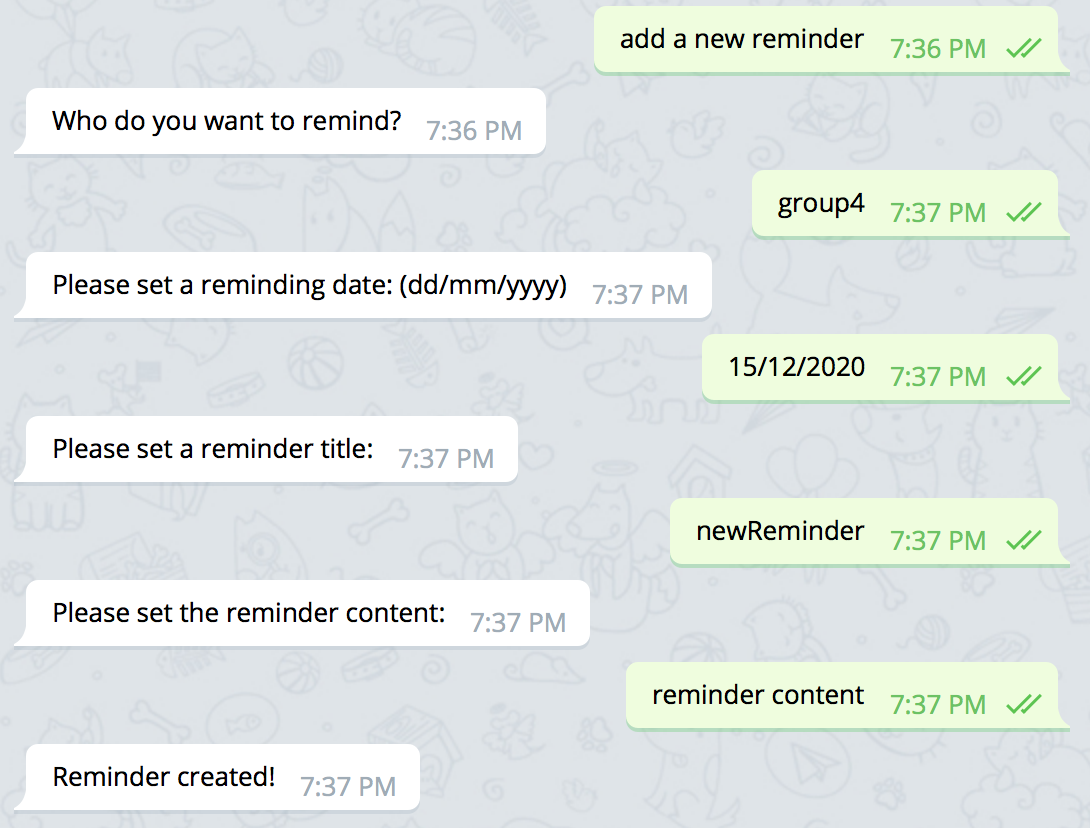 add a new reminder 7:36 PM
Who do you want to remind? 7:36 PM
group4 7:37 PM
Please set a reminding date: (dd/mm/yyyy) 7:37 PM
15/12/2020 7:37 PM
Please set a reminder title: 7:37 PM
newReminder 7:37 PM
Please set the reminder content: 7:37 PM
reminder content 7:37 PM
Reminder created! 7:37 PM